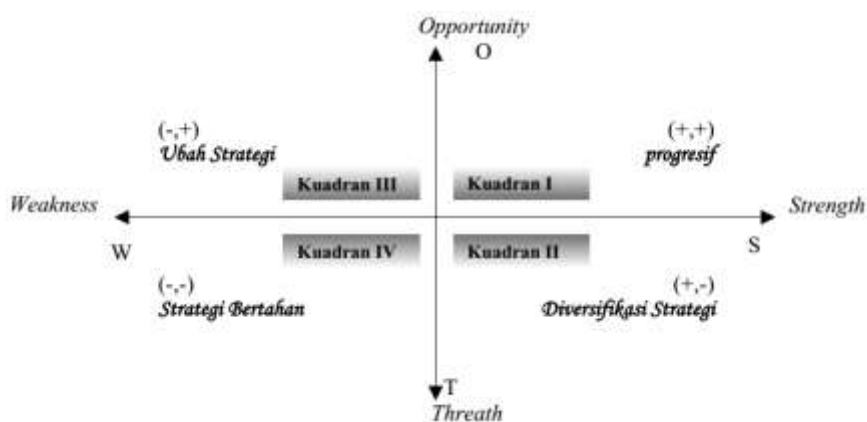 Opportunity
O
(-,+)
Ubah Strategi
(+,+)
progresif
Kuadran III
Kuadran I
Weakness
Strength
W
Kuadran IV
Kuadran II
S
(-,-)
Strategi Bertahan
(+,-)
Diversifikasi Strategi
T
Threath